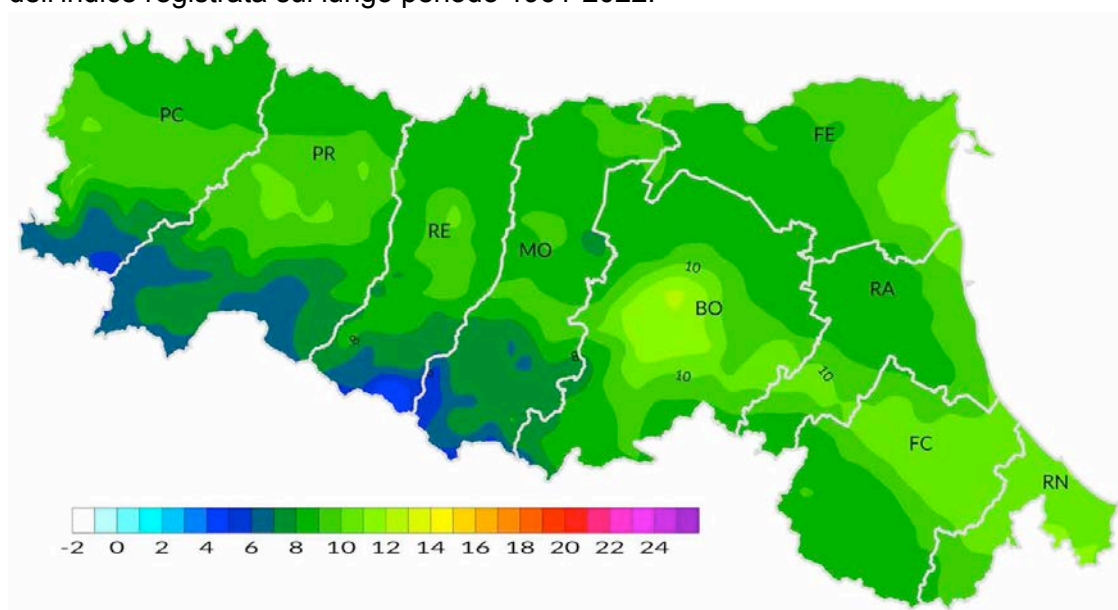 dell'indice registrata sul lungo periodo 1961-2022.
PC
PR
FE
RE
MO
10
BO
RA
8
8
10
10
FC
RN
-2 0 2 4 6 8 10 12 14 16 18 20 22 24